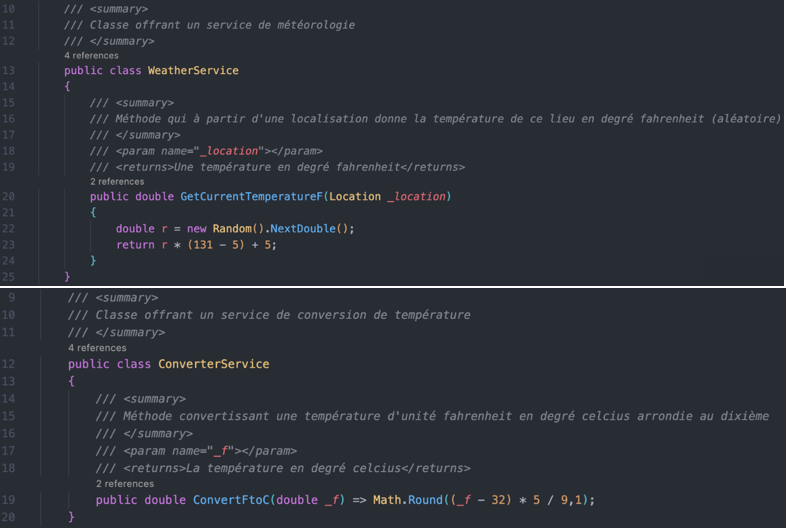 10 /// <summary>
11 /// Classe offrant un service de météorologie
12 /// </summary>
4 references
13 public class WeatherService
14 {
15 /// <summary>
16 /// Méthode qui à partir d'une localisation donne la température de ce lieu en degré fahrenheit (aléatoire)
17 /// </summary>
18 /// <param name="_location"></param>
19 /// <returns>Une température en degré fahrenheit</returns>
2 references
20 public double GetCurrentTemperatureF(Location _location)
21 {
22 double r = new Random().NextDouble();
23 return r * (131 - 5) + 5;
24 }
25 }
9 /// <summary>
10 /// Classe offrant un service de conversion de température
11 /// </summary>
4 references
12 public class ConverterService
13 {
14 /// <summary>
15 /// Méthode convertissant une température d'unité fahrenheit en degré celcius arrondie au dixième
16 /// </summary>
17 /// <param name="_f"></param>
18 /// <returns>La température en degré celcius</returns>
2 references
19 public double ConvertFtoC(double _f) => Math.Round((_f - 32) * 5 / 9,1);
20 }